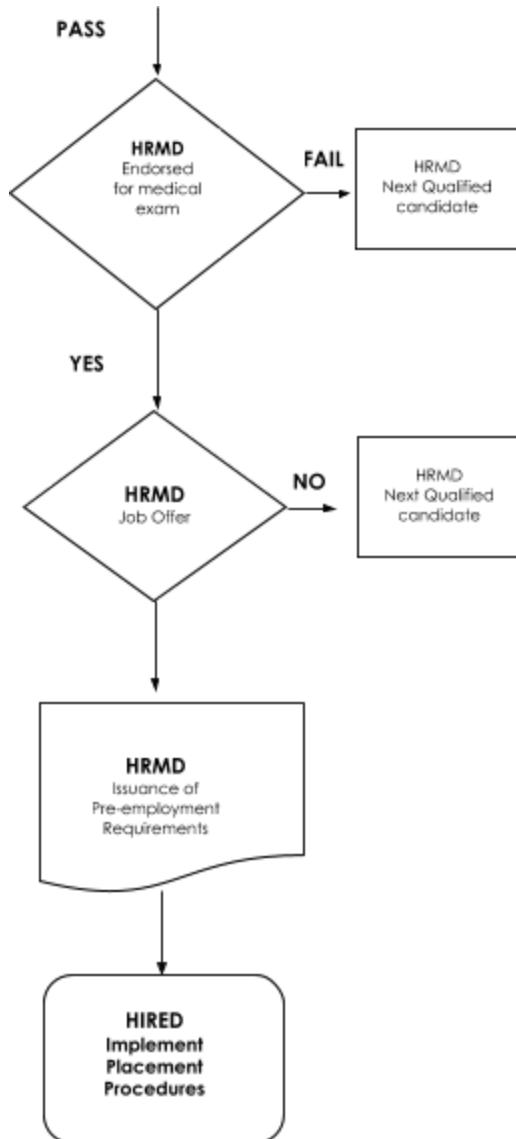 PASS
HRMD
Endorsed
for medical
exam
FAIL
HRMD
Next Qualified
candidate
YES
HRMD
Job Offer
NO
HRMD
Next Qualified
candidate
HRMD
Issuance of
Pre-employment
Requirements
HIRED
Implement
Placement
Procedures